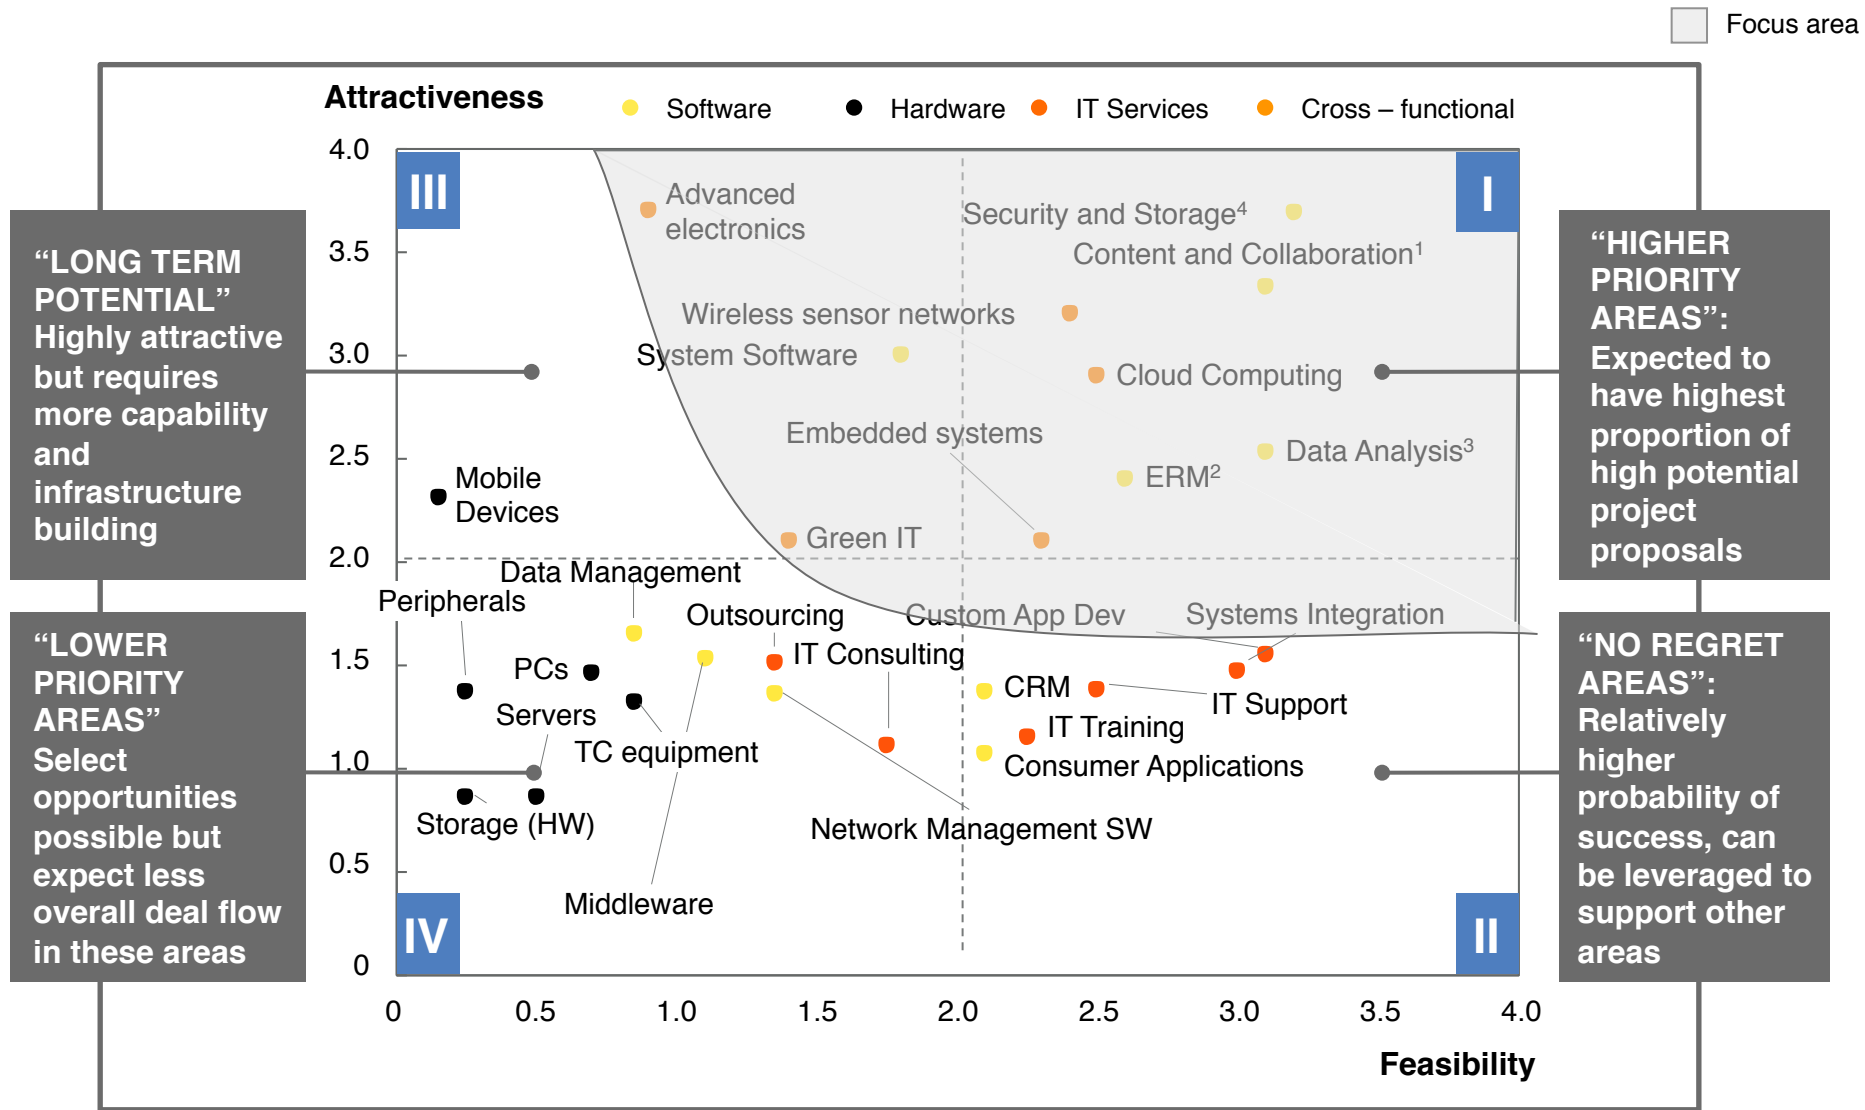 Focus area
Attractiveness
Software
Hardware
IT Services
Cross – functional
4.0
3.5
3.0
2.5
2.0
1.5
1.0
0.5
0
III
I
IV
II
“LONG TERM
POTENTIAL”
Highly attractive
but requires
more capability
and
infrastructure
building
“LOWER
PRIORITY
AREAS”
Select
opportunities
possible but
expect less
overall deal flow
in these areas
Advanced
electronics
Security and Storage4
Content and Collaboration1
Wireless sensor networks
System Software
Cloud Computing
Embedded systems
Data Analysis3
ERM2
Mobile
Devices
Green IT
Data Management
Peripherals
Outsourcing
Custom App Dev
Systems Integration
IT Consulting
PCs
CRM
IT Support
Servers
IT Training
TC equipment
Consumer Applications
Storage (HW)
Network Management SW
Middleware
“HIGHER
PRIORITY
AREAS”:
Expected to
have highest
proportion of
high potential
project
proposals
“NO REGRET
AREAS”:
Relatively
higher
probability of
success, can
be leveraged to
support other
areas
0
0.5
1.0
1.5
2.0
2.5
3.0
3.5
4.0
Feasibility